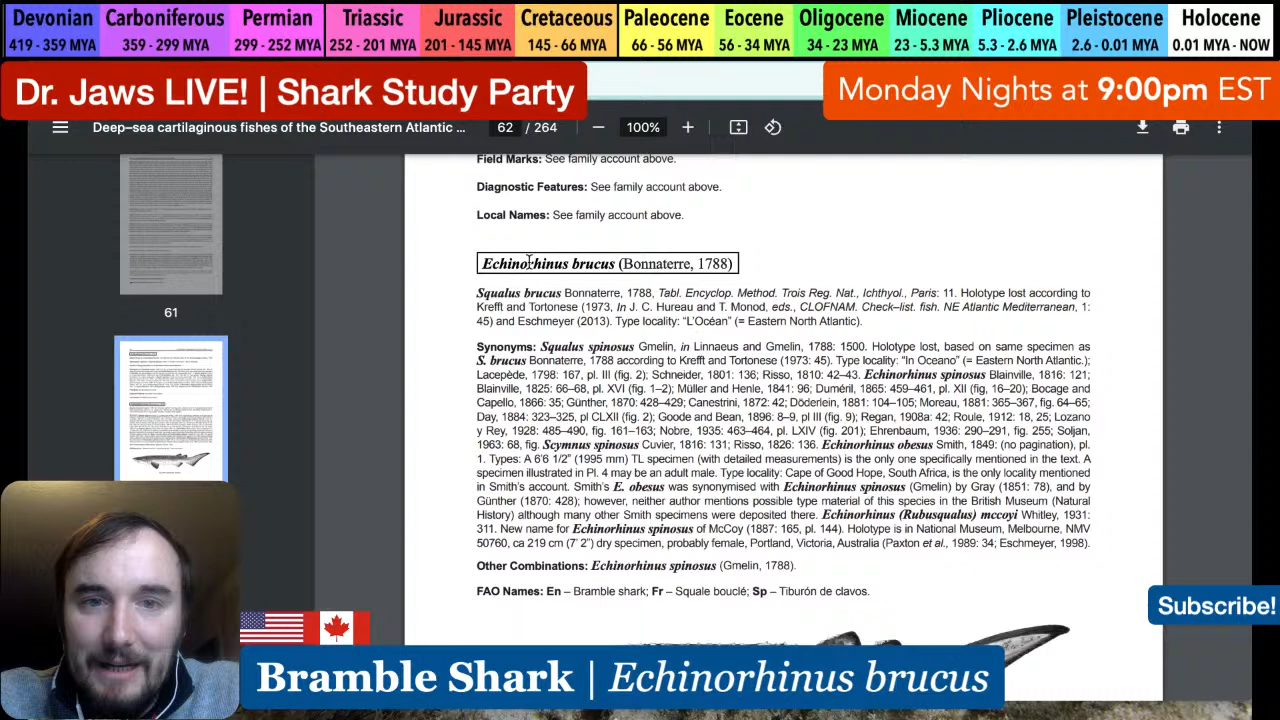 Devonian Carboniferous Permian Triassic Jurassic Cretaceous Paleocene Eocene Oligocene Miocene Pliocene Pleistocene Holocene
419 - 359 MYA 359 - 299 MYA 299 - 252 MYA 252 - 201 MYA 201 - 145 MYA 145 - 66 MYA 66 - 56 MYA 56 - 34 MYA 34 - 23 MYA 23 - 5.3 MYA 5.3 - 2.6 MYA 2.6 - 0.01 MYA 0.01 MYA - NOW
Dr. Jaws LIVE! | Shark Study Party
Monday Nights at 9:00pm EST
Deep–sea cartilaginous fishes of the Southeastern Atlantic ... 62 / 264 100%
Field Marks: See family account above.
Diagnostic Features: See family account above.
Local Names: See family account above.
Echinorhinus brucus (Bonnaterre, 1788)
Squalus brucus Bonnaterre, 1788, Tabl. Encyclop. Method. Trois Reg. Nat., Ichthyol., Paris: 11. Holotype lost according to
Krefft and Tortonese (1973, In J. C. Hureau and T. Monod, eds., CLOFNAM. Check–list. fish. NE Atlantic Mediterranean, 1:
45) and Eschmeyer (2013). Type locality: “L’Océan” (= Eastern North Atlantic).
Synonyms: Squalus spinosus Gmelin, in Linnaeus and Gmelin, 1788: 1500. Holotype lost, based on same specimen as
S. brucus Bonnaterre, 1788 according to Krefft and Tortonese (1973: 45). Type locality: “In Oceano” (= Eastern North Atlantic.);
Lacepède, 1798: 167, pl. III (fig. 2); Schneider, 1801: 136; Risso, 1810: 42–43. Echinorhinus spinosus Blainville, 1816: 121;
Blainville, 1825: 66–68, pl. XVI (fig. 1–2); Müller and Henle, 1841: 96; Duméril. 1865: 459–461, pl. XII (fig, 16–20); Bocage and
Capello, 1866: 35; Günther, 1870: 428–429; Canestrini, 1872: 42; Döderlein, 1881: 104–105; Moreau, 1881: 365–367, fig. 64–65;
Day, 1884: 323–325, pl CLXII (fig. 2); Goode and Bean, 1896: 8–9, pl III (fig. 9); Regan, 1908a: 42; Roule, 1912: 19, 25; Lozano
y Rey, 1928: 485–490, fig. 161–163; Nobre, 1935: 463–464, pl. LXIV (fig. 201); Ehrenbaum, 1936: 290–291, fig. 255; Soljan,
1963: 68, fig. Scymnus spinosus Cuvier, 1816: 131; Risso, 1826: 136. Echinorhinus obesus Smith, 1849: (no pagination), pl.
1. Types: A 6’6 1/2” (1995 mm) TL specimen (with detailed measurements) is the only one specifically mentioned in the text. A
specimen illustrated in Pl. 4 may be an adult male. Type locality: Cape of Good Hope, South Africa, is the only locality mentioned
in Smith’s account. Smith’s E. obesus was synonymised with Echinorhinus spinosus (Gmelin) by Gray (1851: 78), and by
Günther (1870: 428); however, neither author mentions possible type material of this species in the British Museum (Natural
History) although many other Smith specimens were deposited there. Echinorhinus (Rubusqualus) mccoyi Whitley, 1931:
311. New name for Echinorhinus spinosus of McCoy (1887: 165, pl. 144). Holotype is in National Museum, Melbourne, NMV
50760, ca 219 cm (7’ 2”) dry specimen, probably female, Portland, Victoria, Australia (Paxton et al., 1989: 34; Eschmeyer, 1998).
Other Combinations: Echinorhinus spinosus (Gmelin, 1788).
FAO Names: En – Bramble shark; Fr – Squale bouclé; Sp – Tiburón de clavos.
61
Subscribe!
Bramble Shark | Echinorhinus brucus